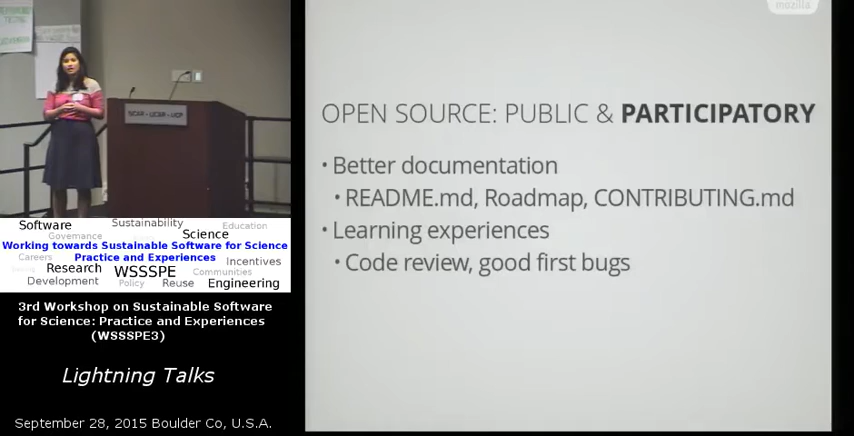 mozilla
OPEN SOURCE: PUBLIC & PARTICIPATORY
• Better documentation
• README.md, Roadmap, CONTRIBUTING.md
• Learning experiences
• Code review, good first bugs
NCAR - UCAR - UCP
Software
Sustainability
Education
Governance
Science
Working towards Sustainable Software for Science
Practice and Experiences
Careers
Incentives
Research
WSSSPE
Communities
Development
Policy
Reuse
Engineering
3rd Workshop on Sustainable Software
for Science: Practice and Experiences
(WSSSPE3)
Lightning Talks
September 28, 2015 Boulder Co, U.S.A.